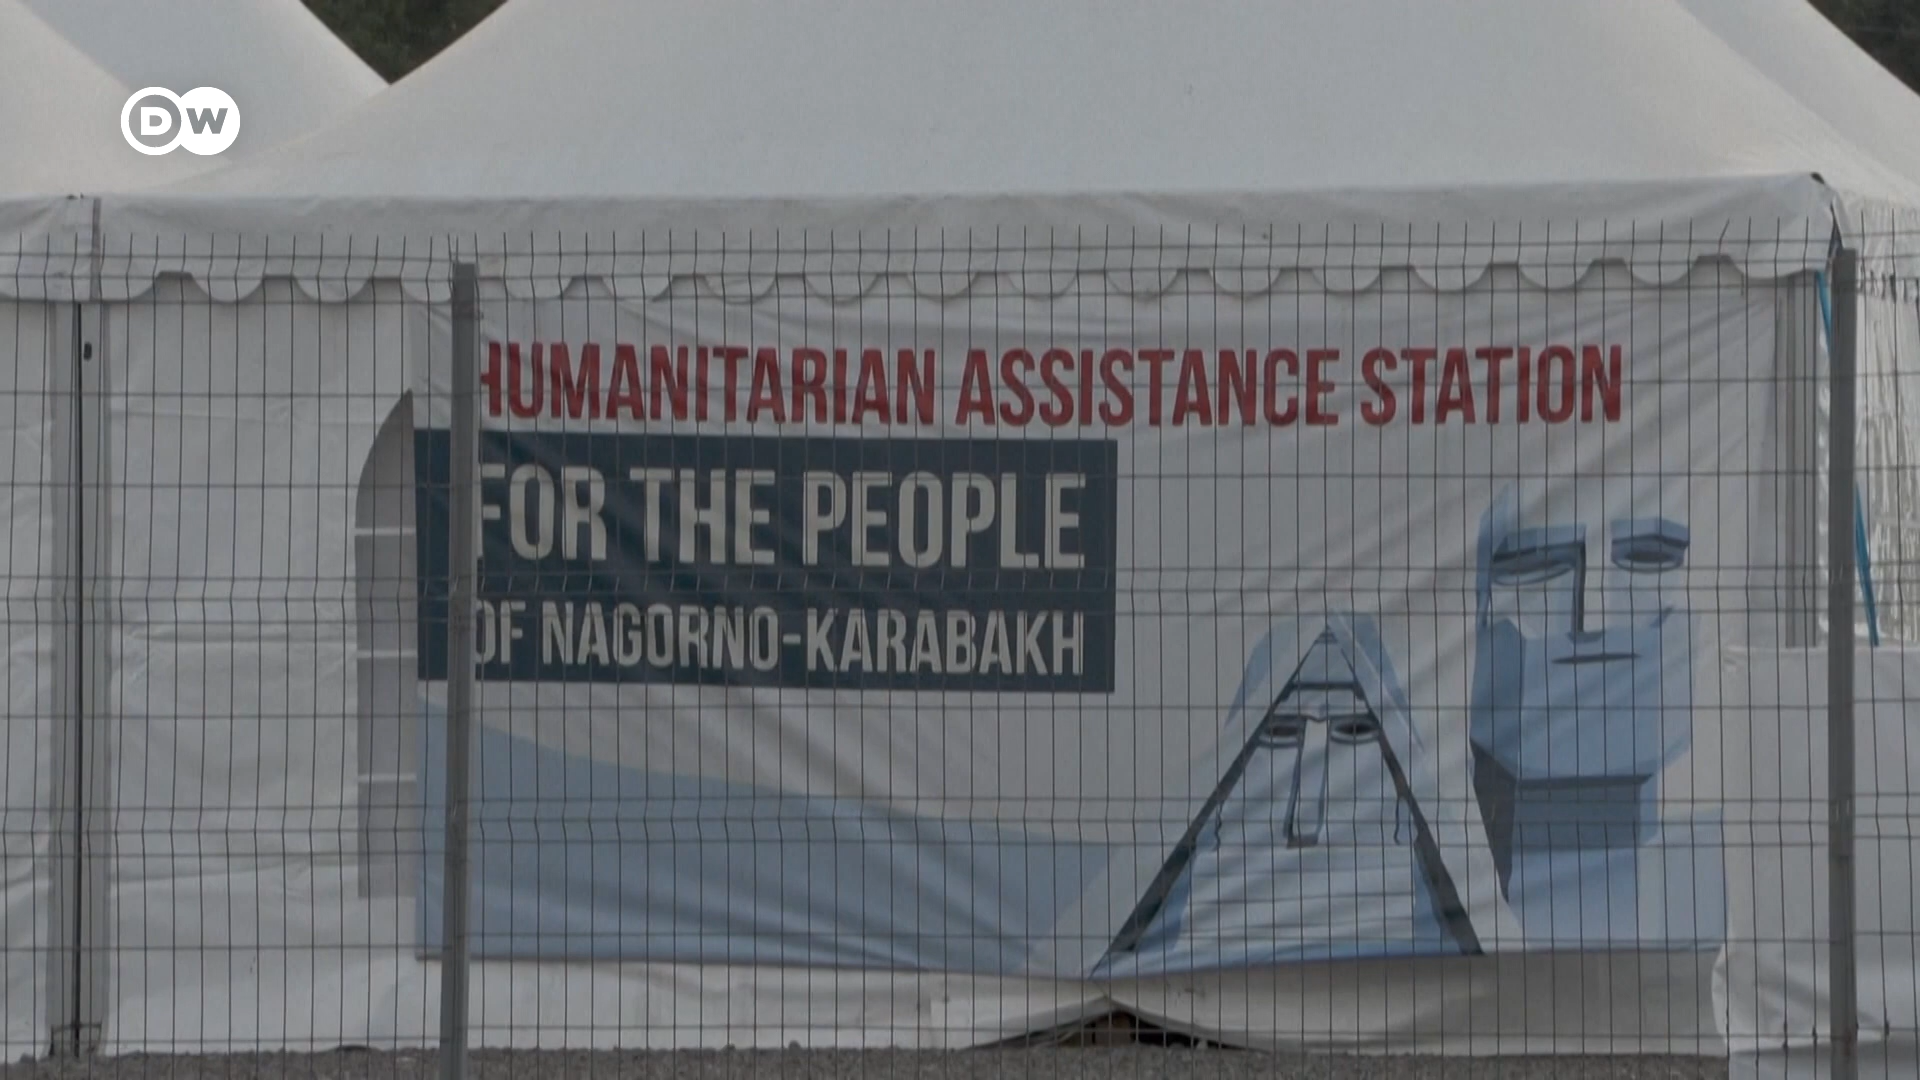 DW
HUMANITARIAN ASSISTANCE STATION
FOR THE PEOPLE
OF NAGORNO-KARABAKH